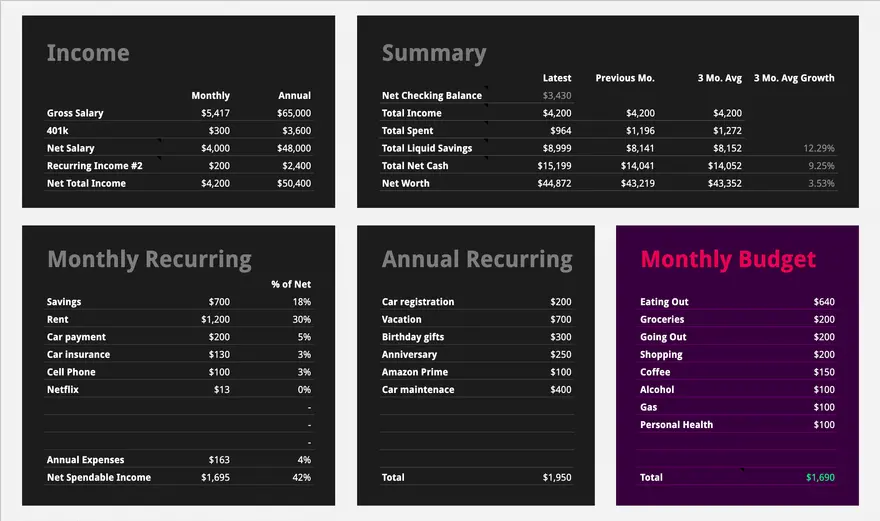 Income
Monthly Annual
Gross Salary $5,417 $65,000
401k $300 $3,600
Net Salary $4,000 $48,000
Recurring Income #2 $200 $2,400
Net Total Income $4,200 $50,400
Summary
Latest Previous Mo. 3 Mo. Avg 3 Mo. Avg Growth
Net Checking Balance $3,430
Total Income $4,200 $4,200 $4,200
Total Spent $964 $1,196 $1,272
Total Liquid Savings $8,999 $8,141 $8,152 12.29%
Total Net Cash $15,199 $14,041 $14,052 9.25%
Net Worth $44,872 $43,219 $43,352 3.53%
Monthly Recurring
% of Net
Savings $700 18%
Rent $1,200 30%
Car payment $200 5%
Car insurance $130 3%
Cell Phone $100 3%
Netflix $13 0%
-
-
-
Annual Expenses $163 4%
Net Spendable Income $1,695 42%
Annual Recurring
Car registration $200
Vacation $700
Birthday gifts $300
Anniversary $250
Amazon Prime $100
Car maintenace $400
Total $1,950
Monthly Budget
Eating Out $640
Groceries $200
Going Out $200
Shopping $200
Coffee $150
Alcohol $100
Gas $100
Personal Health $100
Total $1,690